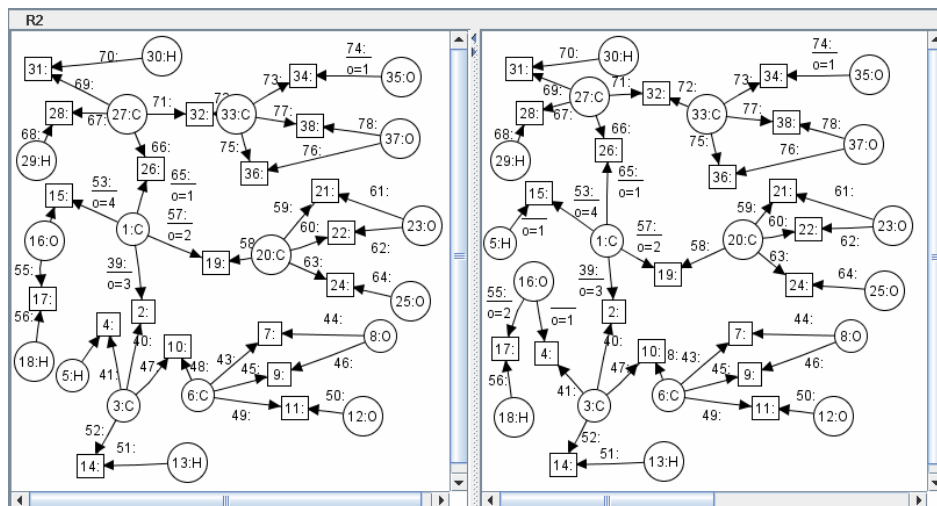 R2
70:
30:H
31:
69:
74:
o=1
34:
35:O
73:
28:
67:
27:C
71:
32:
33:C
77:
38:
78:
37:O
68:
29:H
66:
26:
75:
76:
36:
15:
53:
o=4
65:
o=1
57:
o=2
21:
61:
59:
16:O
1:C
60:
22:
23:O
62:
19:
58:
20:C
63:
24:
64:
25:O
55:
17:
39:
o=3
56:
4:
2:
7:
44:
8:O
18:H
5:H
40:
10:
43:
46:
41:
47:
48:
45:
9:
3:C
6:C
49:
11:
50:
12:O
52:
51:
14:
13:H
70:
30:H
31:
69:
74:
o=1
34:
35:O
73:
28:
67:
27:C
71:
32:
72:
33:C
77:
38:
78:
37:O
68:
29:H
66:
26:
75:
76:
36:
15:
o=1
53:
o=4
65:
o=1
57:
o=2
21:
61:
59:
5:H
1:C
60:
22:
23:O
62:
19:
58:
20:C
63:
24:
64:
25:O
16:O
55:
o=2
o=1
39:
o=3
17:
4:
2:
7:
44:
8:O
56:
18:H
40:
10:
43:
46:
41:
47:
8:
45:
9:
3:C
6:C
49:
11:
50:
12:O
52:
51:
14:
13:H